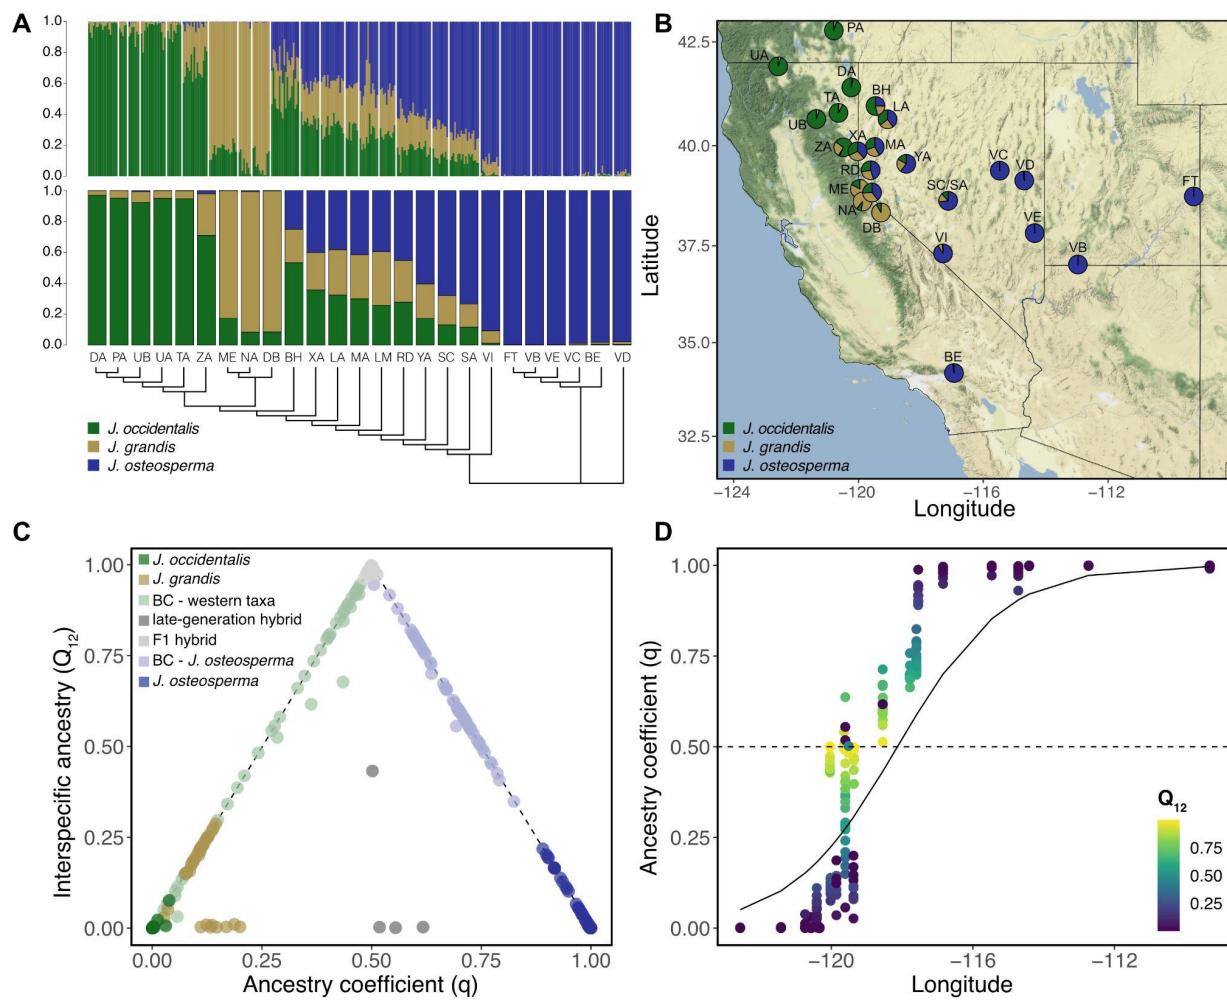 A
1.0
0.8
0.6
0.4
0.2
0.0
1.0
0.8
0.6
0.4
0.2
0.0
DA PA UB UA TA ZA ME NA DB BH XA LA MA LM RD YA SC SA VI FT VB VE VC BE VD
J. occidentalis
J. grandis
J. osteosperma
B
Latitude
42.5
40.0
37.5
35.0
32.5
PA
UA
DA
TA
BH
LA
UB
XA
ZA
MA
YA
VC
VD
RD
FT
ME
SC/SA
NA
DB
VE
VI
VB
BE
J. occidentalis
J. grandis
J. osteosperma
−124 −120 −116 −112
Longitude
C
Interspecific ancestry (Q12)
1.00
0.75
0.50
0.25
0.00
J. occidentalis
J. grandis
BC - western taxa
late-generation hybrid
F1 hybrid
BC - J. osteosperma
J. osteosperma
0.00 0.25 0.50 0.75 1.00
Ancestry coefficient (q)
D
Ancestry coefficient (q)
1.00
0.75
0.50
0.25
0.00
Q12
0.75
0.50
0.25
−120 −116 −112
Longitude